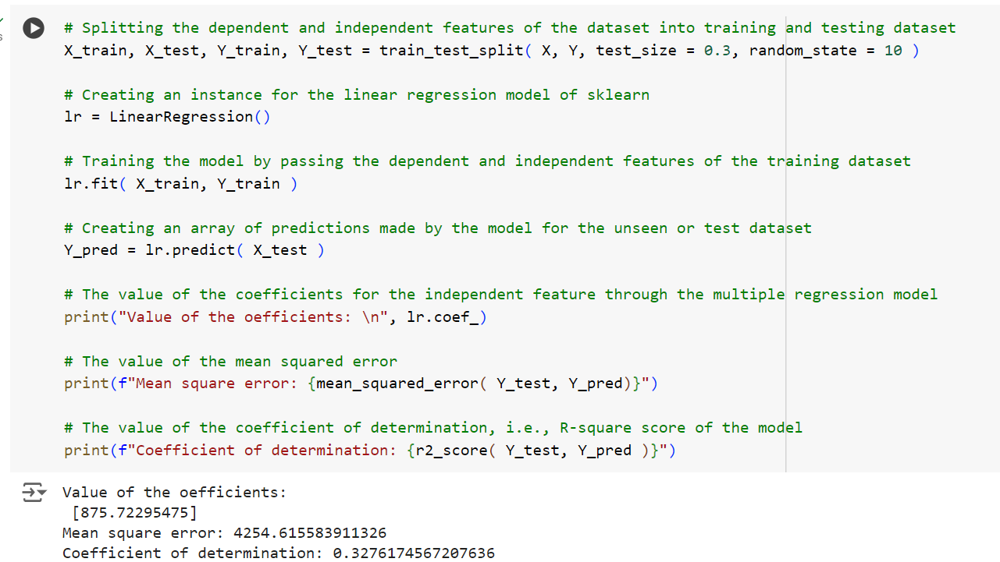 # Splitting the dependent and independent features of the dataset into training and testing dataset
X_train, X_test, Y_train, Y_test = train_test_split( X, Y, test_size = 0.3, random_state = 10 )
# Creating an instance for the linear regression model of sklearn
lr = LinearRegression()
# Training the model by passing the dependent and independent features of the training dataset
lr.fit( X_train, Y_train )
# Creating an array of predictions made by the model for the unseen or test dataset
Y_pred = lr.predict( X_test )
# The value of the coefficients for the independent feature through the multiple regression model
print("Value of the oefficients: \n", lr.coef_)
# The value of the mean squared error
print(f"Mean square error: {mean_squared_error( Y_test, Y_pred)}")
# The value of the coefficient of determination, i.e., R-square score of the model
print(f"Coefficient of determination: {r2_score( Y_test, Y_pred )}")
Value of the oefficients:
[875.72295475]
Mean square error: 4254.615583911326
Coefficient of determination: 0.3276174567207636